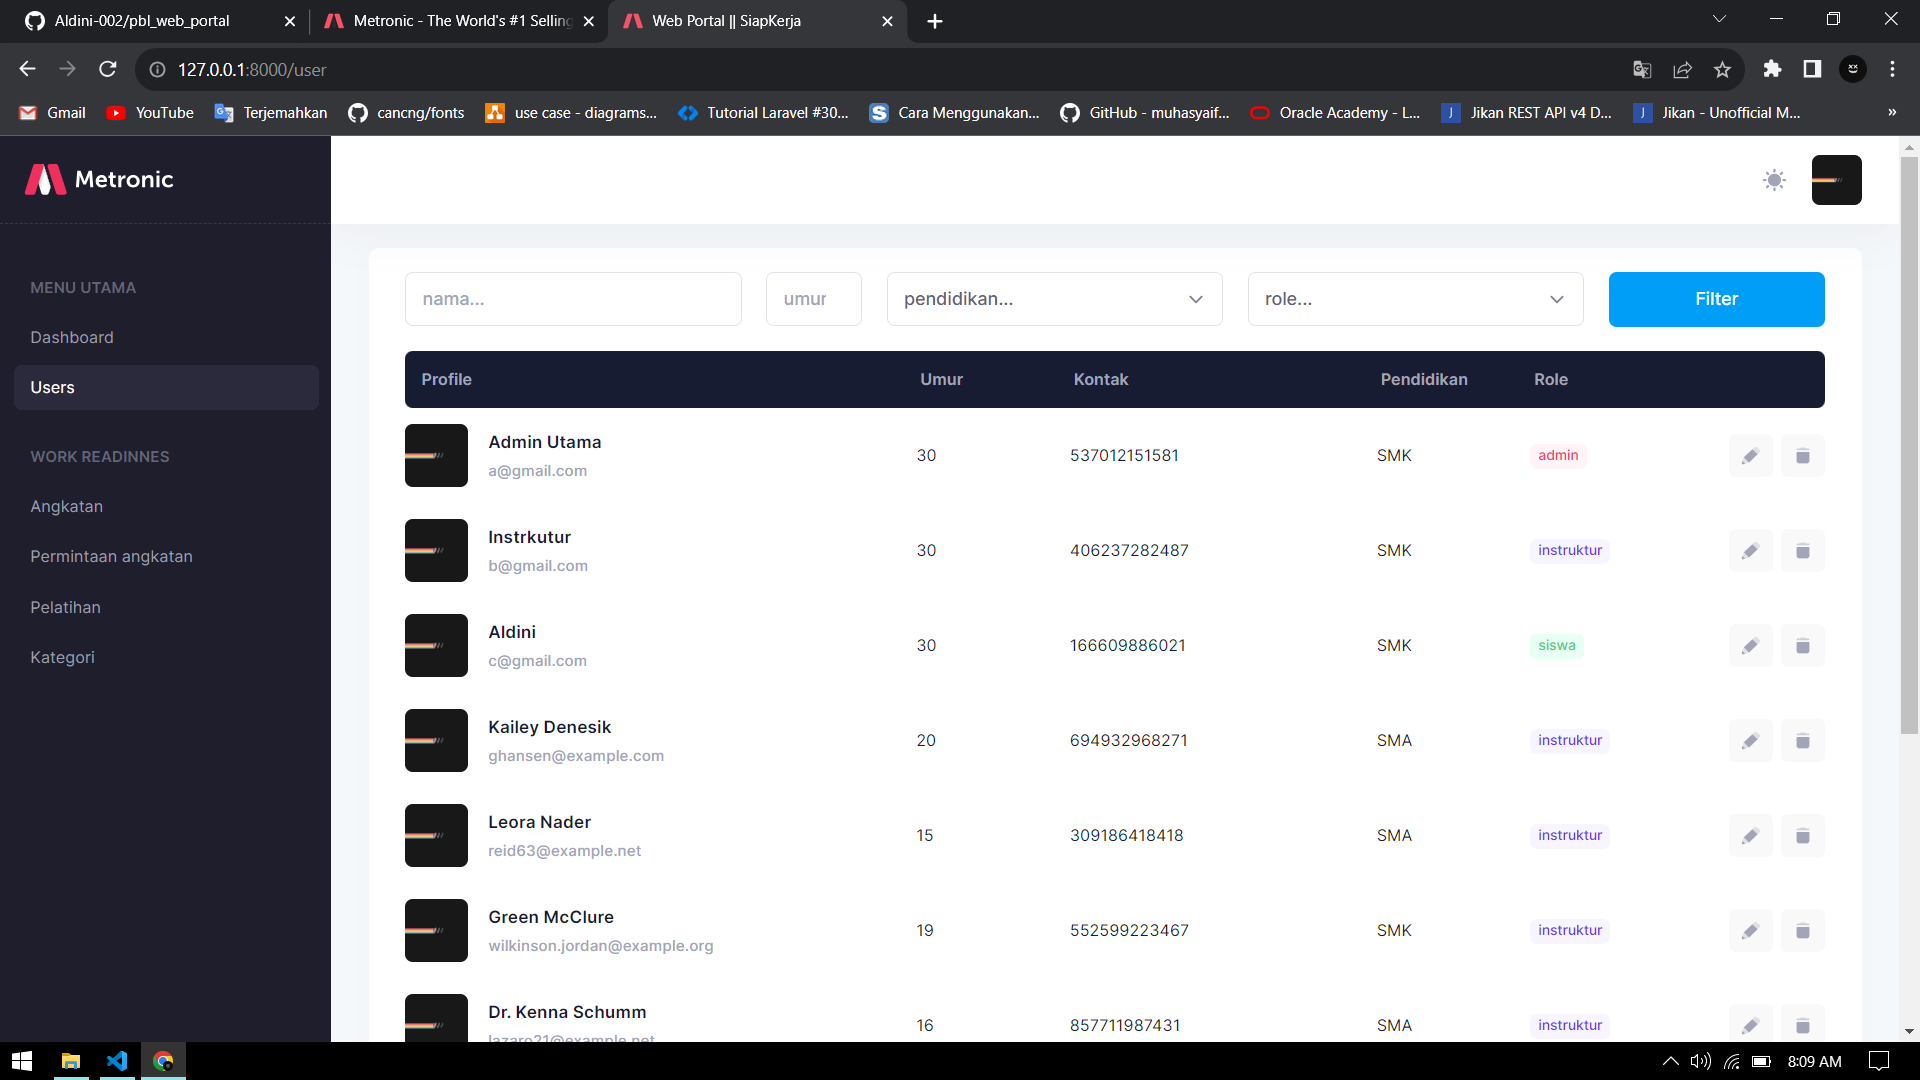 Aldini-002/pbl_web_portal
Metronic - The World's #1 Selling
Web Portal || SiapKerja
127.0.0.1:8000/user
Gmail
YouTube
Terjemahkan
cancng/fonts
use case - diagrams...
Tutorial Laravel #30...
Cara Menggunakan...
GitHub - muhasyaif...
Oracle Academy - L...
Jikan REST API v4 D...
Jikan - Unofficial M...
»
Metronic
MENU UTAMA
Dashboard
Users
WORK READINNES
Angkatan
Permintaan angkatan
Pelatihan
Kategori
nama... umur pendidikan... role... Filter
Profile Umur Kontak Pendidikan Role
Admin Utama
a@gmail.com
30 537012151581 SMK admin
Instrkutur
b@gmail.com
30 406237282487 SMK instruktur
Aldini
c@gmail.com
30 166609886021 SMK siswa
Kailey Denesik
ghansen@example.com
20 694932968271 SMA instruktur
Leora Nader
reid63@example.net
15 309186418418 SMA instruktur
Green McClure
wilkinson.jordan@example.org
19 552599223467 SMK instruktur
Dr. Kenna Schumm
lazaro21@example.net
16 857711987431 SMA instruktur
8:09 AM